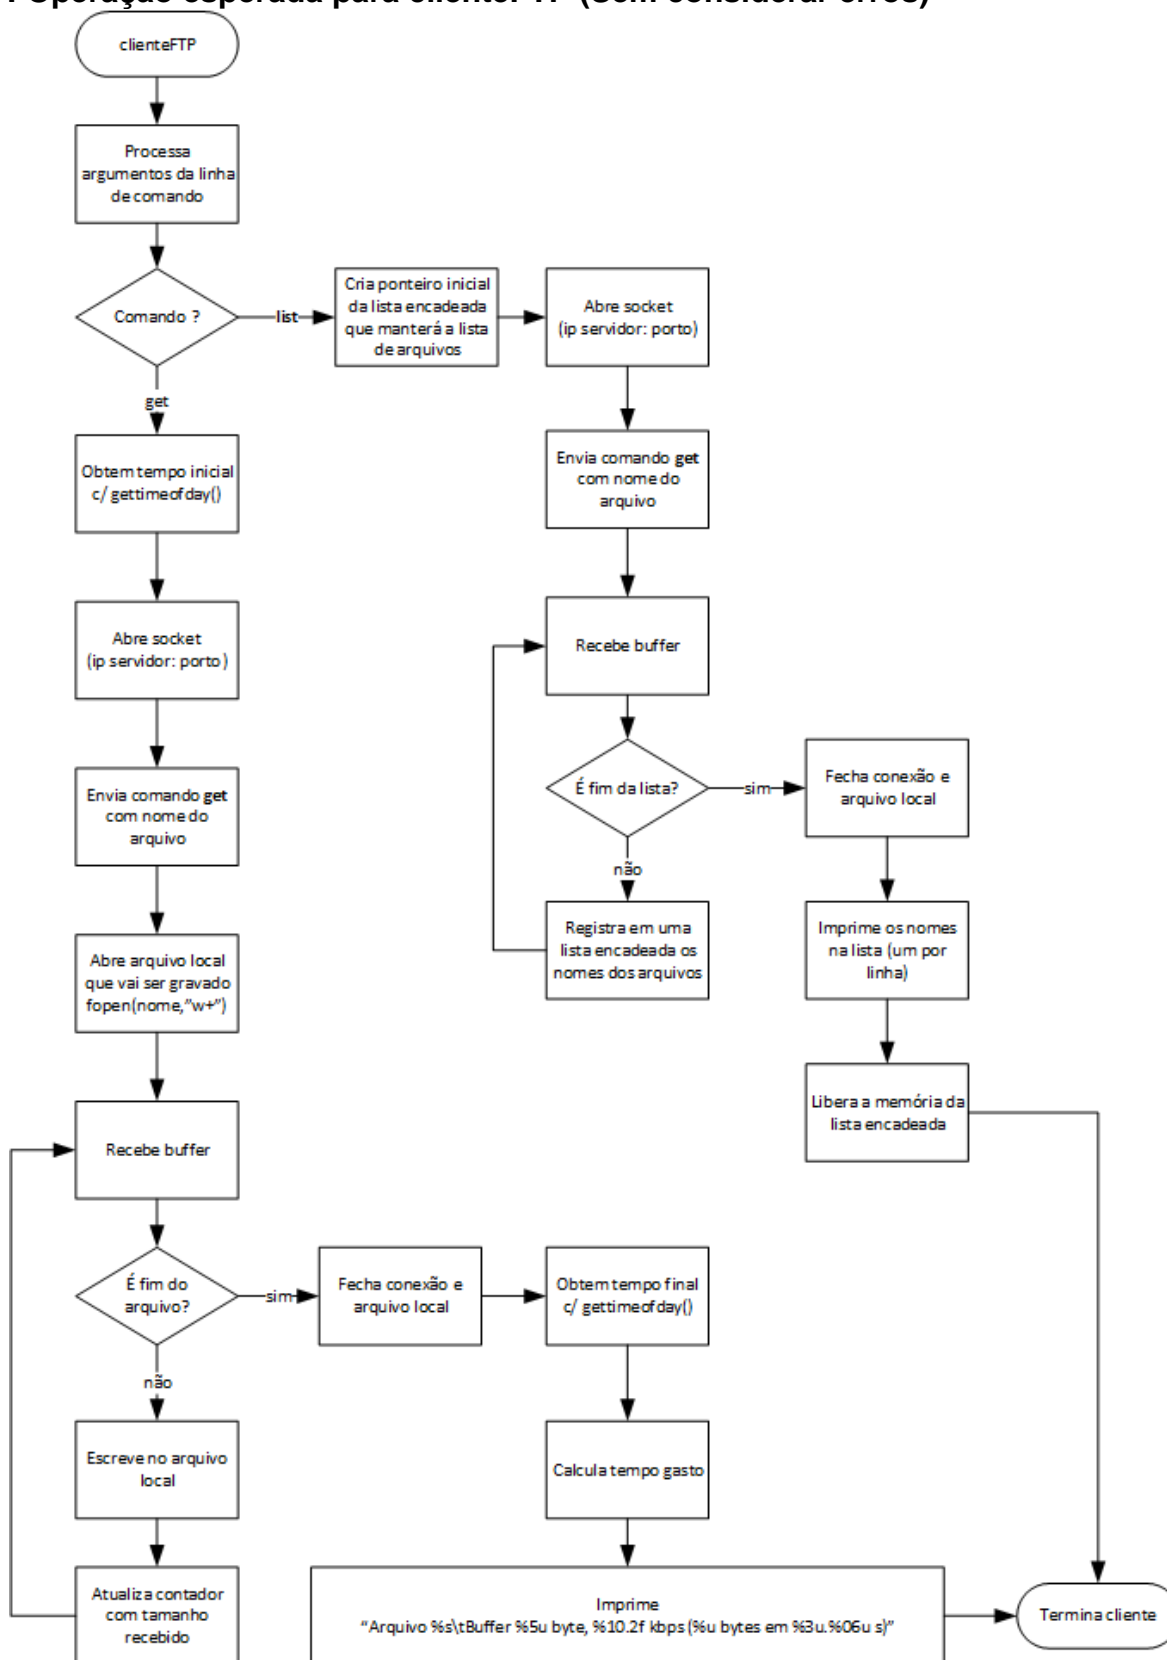 Operação esperada para clienteFTP (Sem considerar erros)
clienteFTP
Processa
argumentos da linha
de comando
Comando ?
list
Cria ponteiro inicial
da lista encadeada
que manterá a lista
de arquivos
Abre socket
(ip servidor: porto)
get
Obtem tempo inicial
c/ gettimeofday()
Envia comando get
com nome do
arquivo
Abre socket
(ip servidor: porto)
Recebe buffer
Envia comando get
com nome do
arquivo
É fim da lista?
sim
Fecha conexão e
arquivo local
não
Registra em uma
lista encadeada os
nomes dos arquivos
Imprime os nomes
na lista (um por
linha)
Abre arquivo local
que vai ser gravado
fopen(nome,”w+”)
Libera a memória da
lista encadeada
Recebe buffer
É fim do
arquivo?
sim
Fecha conexão e
arquivo local
Obtem tempo final
c/ gettimeofday()
não
Escreve no arquivo
local
Calcula tempo gasto
Atualiza contador
com tamanho
recebido
Imprime
“Arquivo %s\tBuffer %5u byte, %10.2f kbps (%u bytes em %3u.%06u s)”
Termina cliente